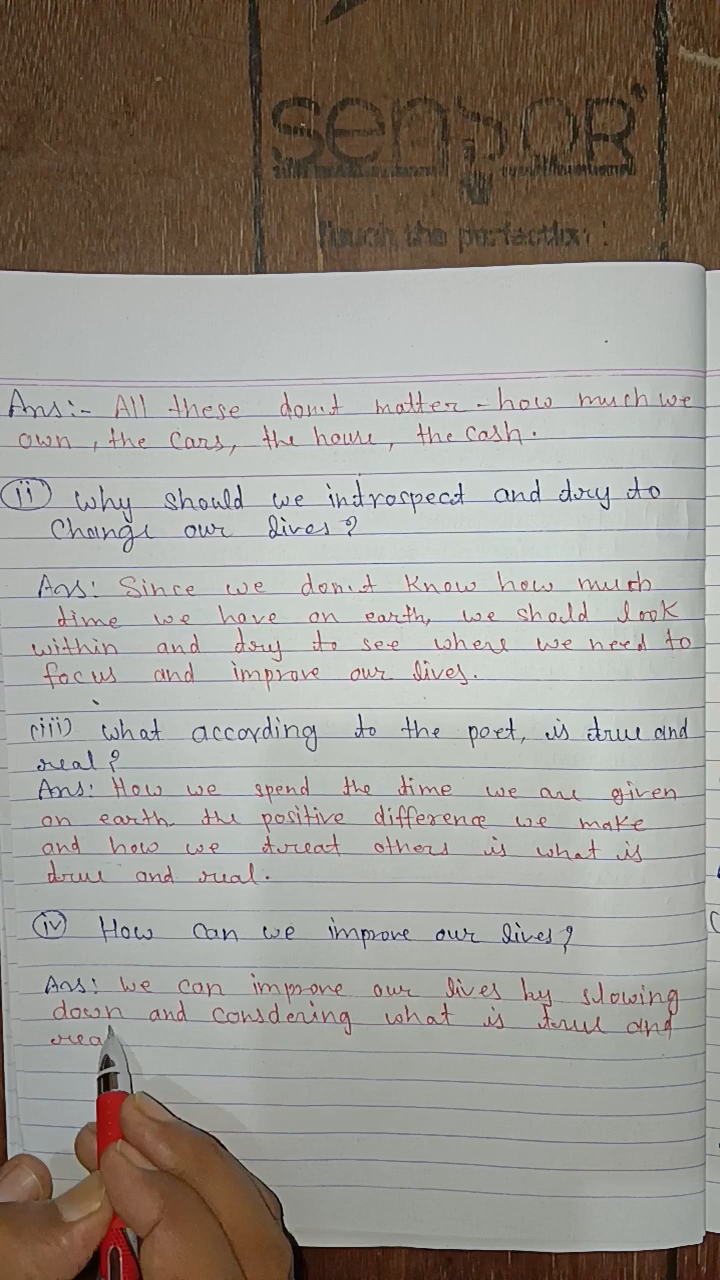 SENSOR
Touch the perfection
Ans:- All these don't matter - how much we
own, the cars, the house, the cash.
(ii) Why should we introspect and try to
change our lives?
Ans: Since we don't know how much
time we have on earth, we should look
within and try to see where we need to
focus and improve our lives.
(iii) What according to the poet, is true and
real?
Ans: How we spend the time we are given
on earth the positive difference we make
and how we treat others is what is
true and real.
(iv) How can we improve our lives?
Ans: We can improve our lives by slowing
down and consdering what is true and
rea